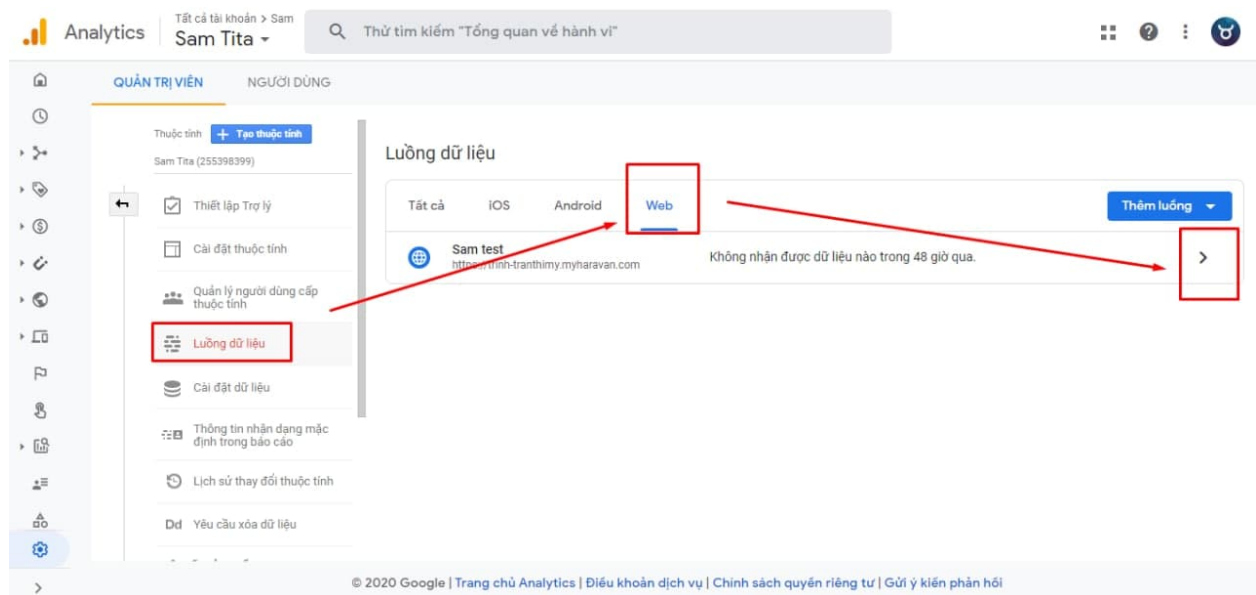 Analytics
Tất cả tài khoản > Sam
Sam Tita
Thử tìm kiếm "Tổng quan về hành vi"
QUẢN TRỊ VIÊN
NGƯỜI DÙNG
Thuộc tính
+ Tạo thuộc tính
Sam Tita (255398399)
Thiết lập Trợ lý
Cài đặt thuộc tính
Quản lý người dùng cấp
thuộc tính
Luồng dữ liệu
Cài đặt dữ liệu
Thông tin nhận dạng mặc
định trong báo cáo
Lịch sử thay đổi thuộc tính
Dd Yêu cầu xóa dữ liệu
Luồng dữ liệu
Tất cả
iOS
Android
Web
Thêm luồng
Sam test
https://trinh-tranthimy.myharavan.com
Không nhận được dữ liệu nào trong 48 giờ qua.
© 2020 Google | Trang chủ Analytics | Điều khoản dịch vụ | Chính sách quyền riêng tư | Gửi ý kiến phản hồi